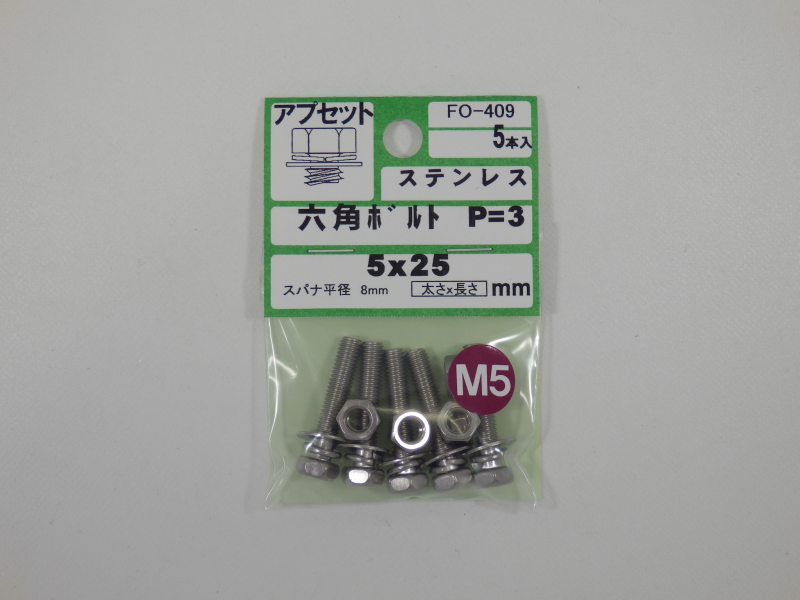 アプセット
FO-409
5本入
ステンレス
六角ボルト P=3
5x25
スパナ平径 8mm 太さx長さ mm
M5